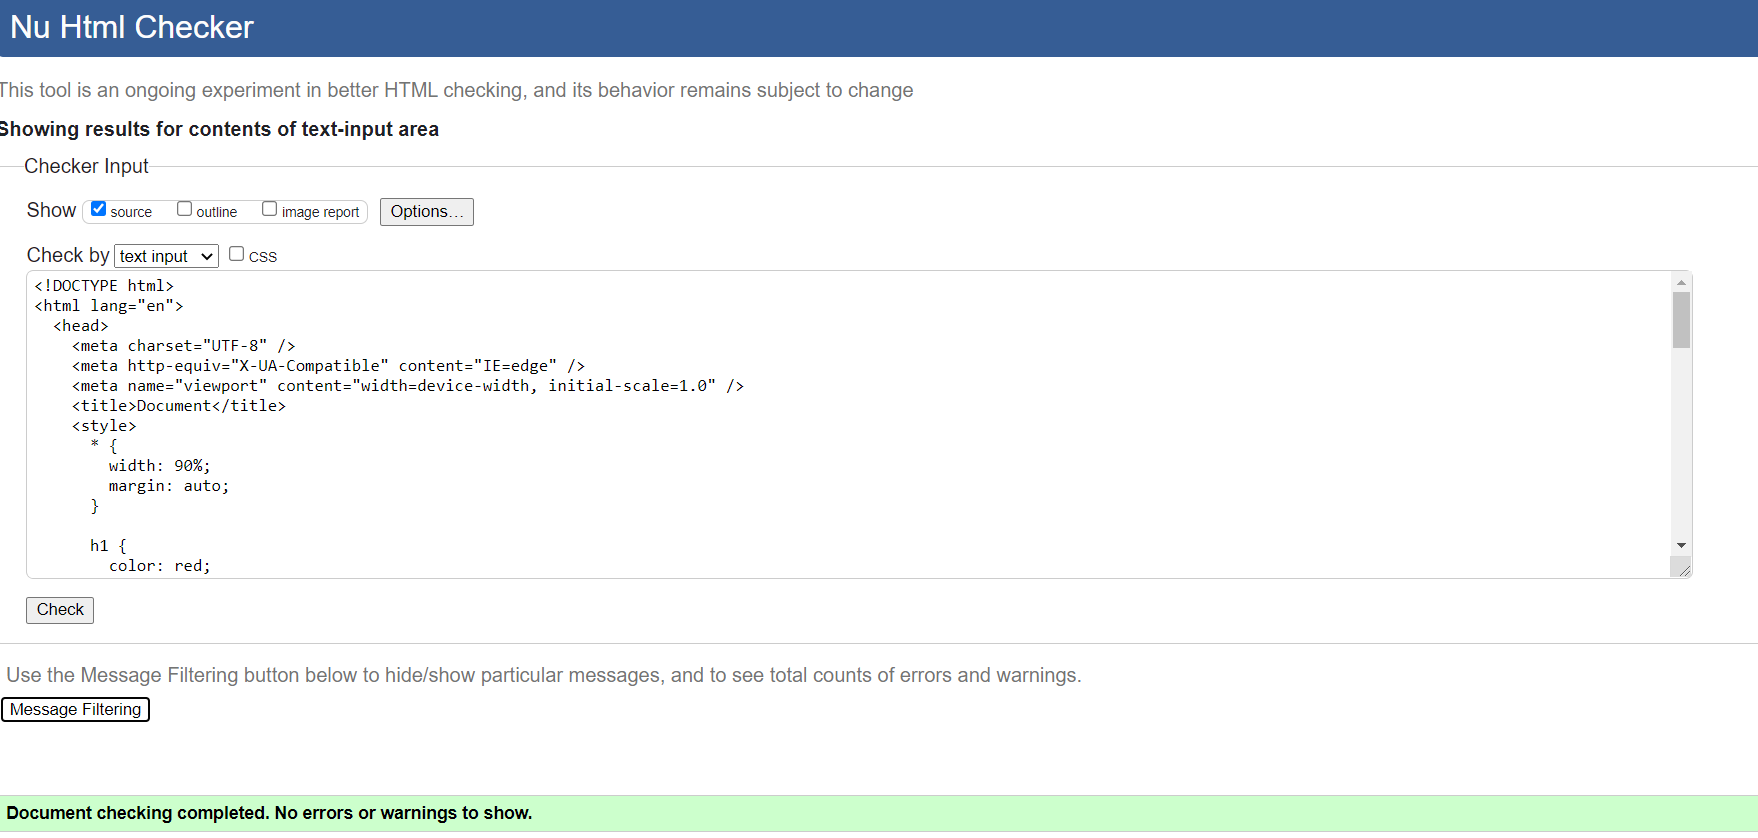 Nu Html Checker
This tool is an ongoing experiment in better HTML checking, and its behavior remains subject to change
Showing results for contents of text-input area
Checker Input
Show source outline image report Options...
Check by text input CSS
<!DOCTYPE html>
<html lang="en">
  <head>
    <meta charset="UTF-8" />
    <meta http-equiv="X-UA-Compatible" content="IE=edge" />
    <meta name="viewport" content="width=device-width, initial-scale=1.0" />
    <title>Document</title>
    <style>
      * {
        width: 90%;
        margin: auto;
      }
      h1 {
        color: red;
Check
Use the Message Filtering button below to hide/show particular messages, and to see total counts of errors and warnings.
Message Filtering
Document checking completed. No errors or warnings to show.